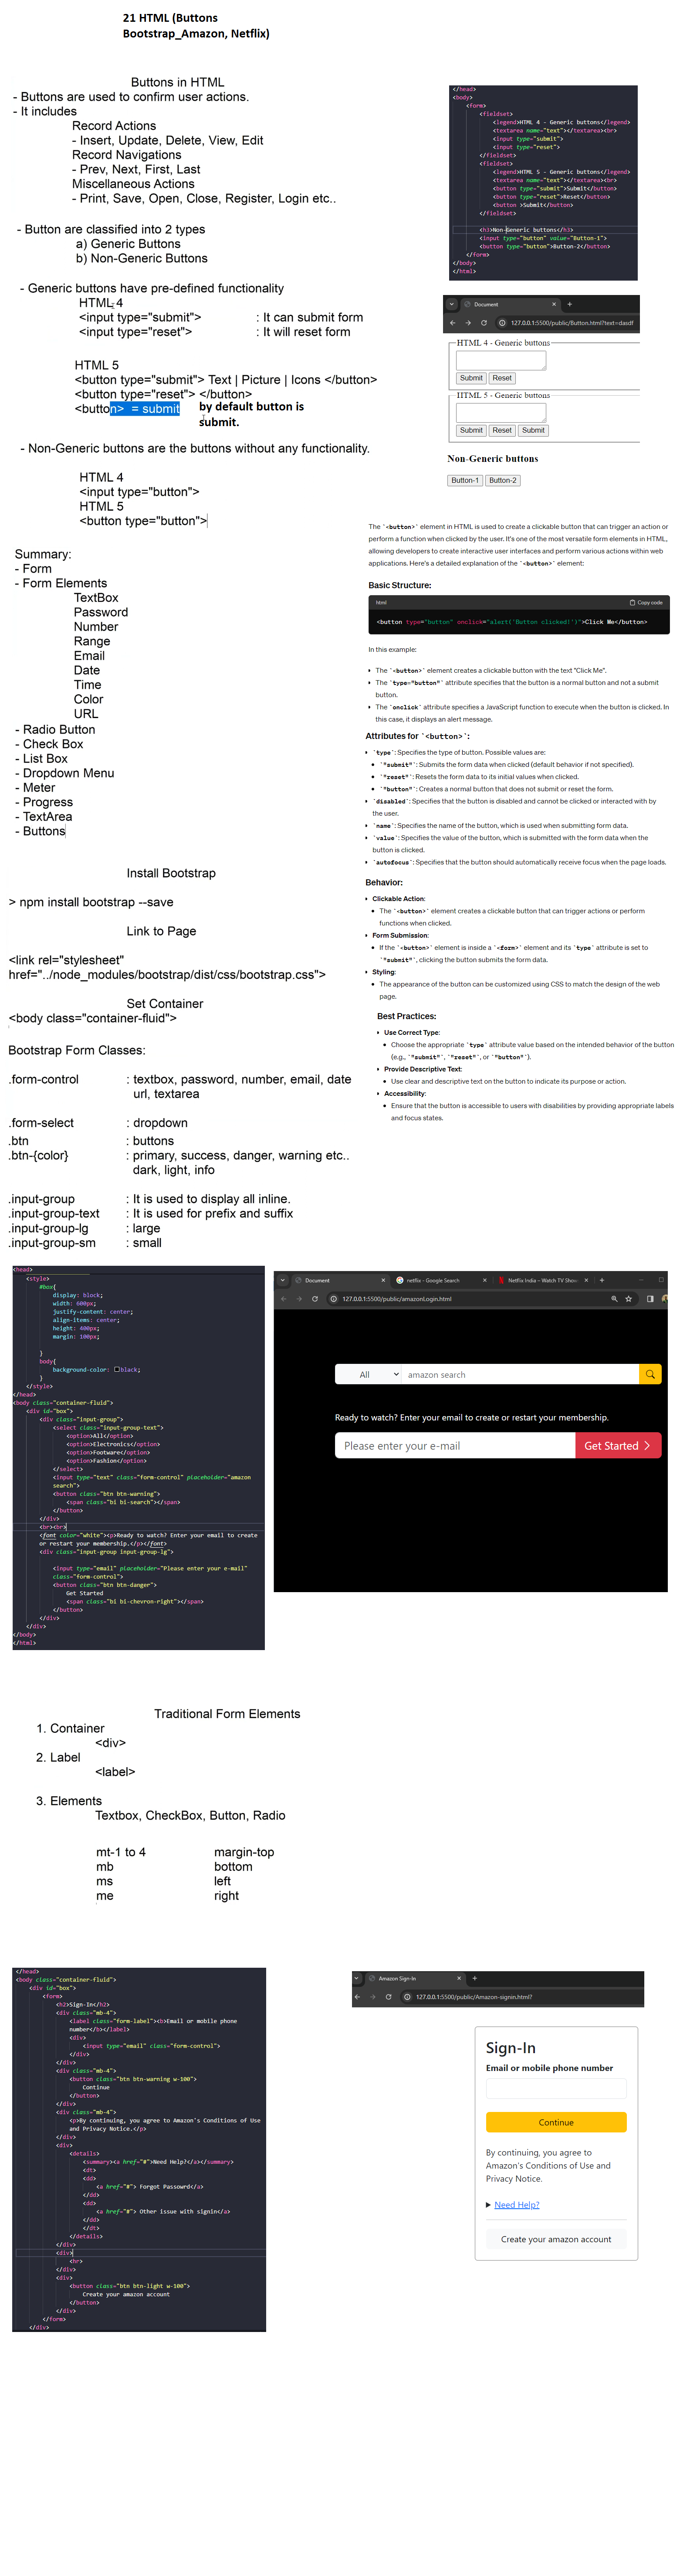 21 HTML (Buttons
Bootstrap_Amazon, Netflix)
Buttons in HTML
- Buttons are used to confirm user actions.
- It includes
Record Actions
- Insert, Update, Delete, View, Edit
Record Navigations
- Prev, Next, First, Last
Miscellaneous Actions
- Print, Save, Open, Close, Register, Login etc..
- Button are classified into 2 types
a) Generic Buttons
b) Non-Generic Buttons
- Generic buttons have pre-defined functionality
HTML 4
<input type="submit"> : It can submit form
<input type="reset"> : It will reset form
HTML 5
<button type="submit"> Text | Picture | Icons </button>
<button type="reset"> </button>
<button> = submit
by default button is
submit.
- Non-Generic buttons are the buttons without any functionality.
HTML 4
<input type="button">
HTML 5
<button type="button">
Summary:
- Form
- Form Elements
TextBox
Password
Number
Range
Email
Date
Time
Color
URL
- Radio Button
- Check Box
- List Box
- Dropdown Menu
- Meter
- Progress
- TextArea
- Buttons
Install Bootstrap
> npm install bootstrap --save
Link to Page
<link rel="stylesheet"
href="../node_modules/bootstrap/dist/css/bootstrap.css">
Set Container
<body class="container-fluid">
Bootstrap Form Classes:
.form-control : textbox, password, number, email, date
url, textarea
.form-select : dropdown
.btn : buttons
.btn-{color} : primary, success, danger, warning etc..
dark, light, info
.input-group : It is used to display all inline.
.input-group-text : It is used for prefix and suffix
.input-group-lg : large
.input-group-sm : small
</head>
<body>
<form>
<fieldset>
<legend>HTML 4 - Generic buttons</legend>
<textarea name="text"></textarea><br>
<input type="submit">
<input type="reset">
</fieldset>
<fieldset>
<legend>HTML 5 - Generic buttons</legend>
<textarea name="text"></textarea><br>
<button type="submit">Submit</button>
<button type="reset">Reset</button>
<button >Submit</button>
</fieldset>
<h3>Non-Generic buttons</h3>
<input type="button" value="Button-1">
<button type="button">Button-2</button>
</form>
</body>
</html>
Document
127.0.0.1:5500/public/Button.html?text=dasdf
HTML 4 - Generic buttons
Submit Reset
HTML 5 - Generic buttons
Submit Reset Submit
Non-Generic buttons
Button-1 Button-2
The `<button>` element in HTML is used to create a clickable button that can trigger an action or
perform a function when clicked by the user. It's one of the most versatile form elements in HTML,
allowing developers to create interactive user interfaces and perform various actions within web
applications. Here's a detailed explanation of the `<button>` element:
Basic Structure:
html Copy code
<button type="button" onclick="alert('Button clicked!')">Click Me</button>
In this example:
• The `<button>` element creates a clickable button with the text "Click Me".
• The `type="button"` attribute specifies that the button is a normal button and not a submit
button.
• The `onclick` attribute specifies a JavaScript function to execute when the button is clicked. In
this case, it displays an alert message.
Attributes for `<button>`:
• `type`: Specifies the type of button. Possible values are:
• `"submit"`: Submits the form data when clicked (default behavior if not specified).
• `"reset"`: Resets the form data to its initial values when clicked.
• `"button"`: Creates a normal button that does not submit or reset the form.
• `disabled`: Specifies that the button is disabled and cannot be clicked or interacted with by
the user.
• `name`: Specifies the name of the button, which is used when submitting form data.
• `value`: Specifies the value of the button, which is submitted with the form data when the
button is clicked.
• `autofocus`: Specifies that the button should automatically receive focus when the page loads.
Behavior:
• Clickable Action:
• The `<button>` element creates a clickable button that can trigger actions or perform
functions when clicked.
• Form Submission:
• If the `<button>` element is inside a `<form>` element and its `type` attribute is set to
`"submit"`, clicking the button submits the form data.
• Styling:
• The appearance of the button can be customized using CSS to match the design of the web
page.
Best Practices:
• Use Correct Type:
• Choose the appropriate `type` attribute value based on the intended behavior of the button
(e.g., `"submit"`, `"reset"`, or `"button"`).
• Provide Descriptive Text:
• Use clear and descriptive text on the button to indicate its purpose or action.
• Accessibility:
• Ensure that the button is accessible to users with disabilities by providing appropriate labels
and focus states.
<head>
<style>
#box{
display: block;
width: 600px;
justify-content: center;
align-items: center;
height: 400px;
margin: 100px;
}
body{
background-color: black;
}
</style>
</head>
<body class="container-fluid">
<div id="box">
<div class="input-group">
<select class="input-group-text">
<option>All</option>
<option>Electronics</option>
<option>Footware</option>
<option>Fashion</option>
</select>
<input type="text" class="form-control" placeholder="amazon
search">
<button class="btn btn-warning">
<span class="bi bi-search"></span>
</button>
</div>
<br><br>
<font color="white"><p>Ready to watch? Enter your email to create
or restart your membership.</p></font>
<div class="input-group input-group-lg">
<input type="email" placeholder="Please enter your e-mail"
class="form-control">
<button class="btn btn-danger">
Get Started
<span class="bi bi-chevron-right"></span>
</button>
</div>
</div>
</body>
</html>
Document
netflix - Google Search
Netflix India – Watch TV Show
127.0.0.1:5500/public/amazonLogin.html
All amazon search
Ready to watch? Enter your email to create or restart your membership.
Please enter your e-mail Get Started
Traditional Form Elements
1. Container
<div>
2. Label
<label>
3. Elements
Textbox, CheckBox, Button, Radio
mt-1 to 4 margin-top
mb bottom
ms left
me right
</head>
<body class="container-fluid">
<div id="box">
<form>
<h2>Sign-In</h2>
<div class="mb-4">
<label class="form-label"><b>Email or mobile phone
number</b></label>
<div>
<input type="email" class="form-control">
</div>
</div>
<div class="mb-4">
<button class="btn btn-warning w-100">
Continue
</button>
</div>
<div class="mb-4">
<p>By continuing, you agree to Amazon's Conditions of Use
and Privacy Notice.</p>
</div>
<div>
<details>
<summary><a href="#">Need Help?</a></summary>
<dt>
<dd>
<a href="#"> Forgot Passowrd</a>
</dd>
<dd>
<a href="#"> Other issue with signin</a>
</dd>
</dt>
</details>
</div>
<div>
<hr>
</div>
<div>
<button class="btn btn-light w-100">
Create your amazon account
</button>
</div>
</form>
</div>
Amazon Sign-In
127.0.0.1:5500/public/Amazon-signin.html?
Sign-In
Email or mobile phone number
Continue
By continuing, you agree to
Amazon's Conditions of Use and
Privacy Notice.
Need Help?
Create your amazon account